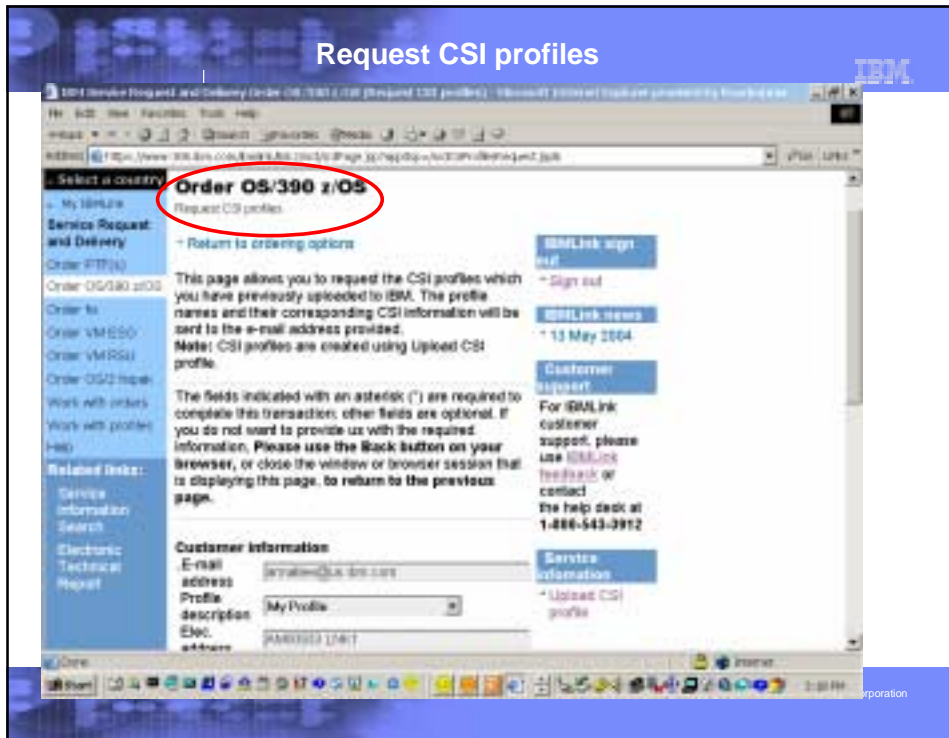 Request CSI profiles
IBM
Select a country
My IBMLink
Service Request
and Delivery
Order PTF(s)
Order OS/390 z/OS
Order fix
Order VM ESO
Order VM RSU
Work with orders
Work with profiles
Help
Related links:
Service
Information
Search
Electronic
Technical
Report
Order OS/390 z/OS
Request CSI profiles
Return to ordering options
This page allows you to request the CSI profiles which
you have previously uploaded to IBM. The profile
names and their corresponding CSI information will be
sent to the e-mail address provided.
Note: CSI profiles are created using Upload CSI
profile.
The fields indicated with an asterisk (*) are required to
complete this transaction; other fields are optional. If
you do not want to provide us with the required
information, Please use the Back button on your
browser, or close the window or browser session that
is displaying this page, to return to the previous
page.
Customer information
E-mail
address
Profile
description
My Profile
Elec.
address
IBMLink sign
out
Sign out
IBMLink news
13 May 2004
Customer
support
For IBMLink
customer
support, please
use IBMLink
feedback or
contact
the help desk at
Service
information
Upload CSI
profile
Done
Internet
Start
orporation